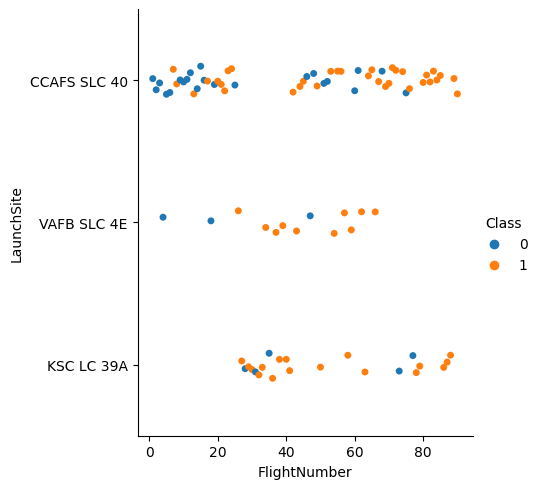 CCAFS SLC 40
VAFB SLC 4E
KSC LC 39A
LaunchSite
0 20 40 60 80
FlightNumber
Class
0
1